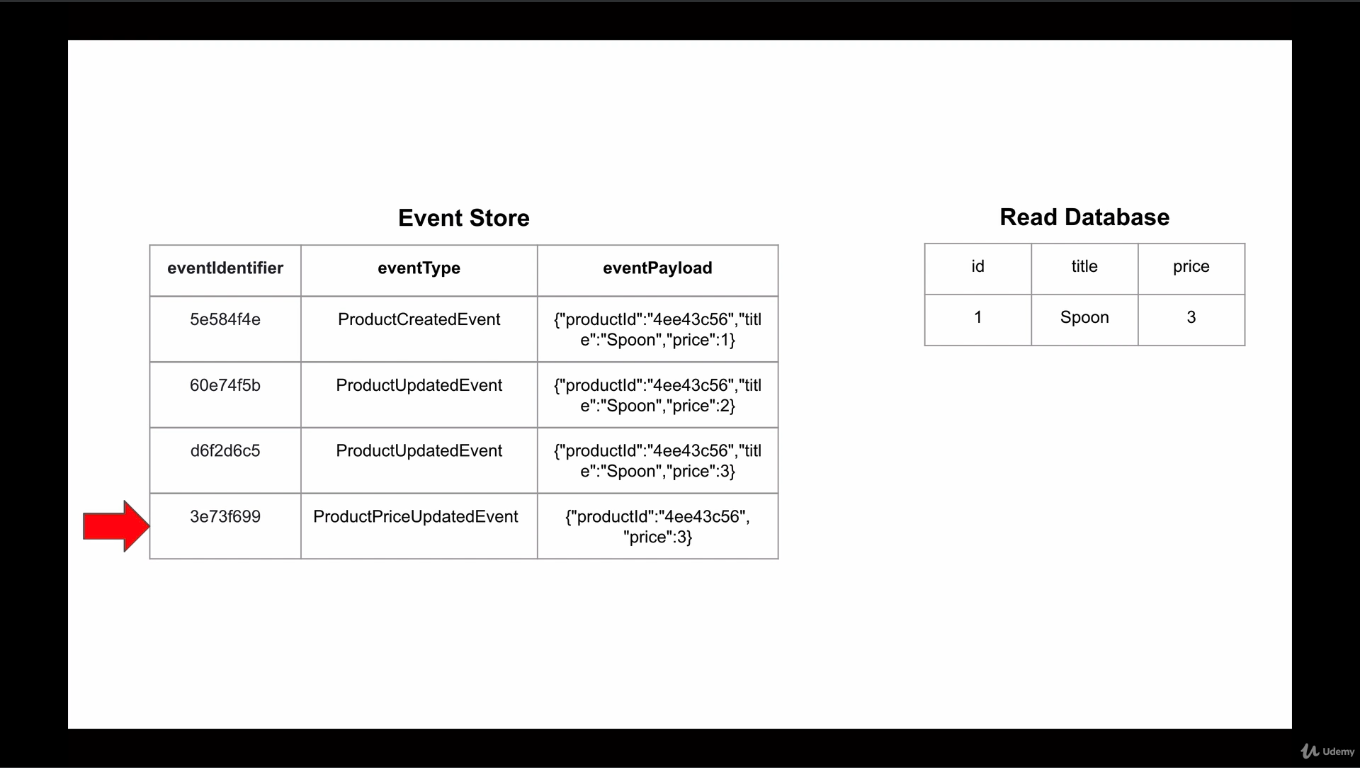 Event Store
eventIdentifier eventType eventPayload
5e584f4e ProductCreatedEvent {"productId":"4ee43c56","titl
e":"Spoon","price":1}
60e74f5b ProductUpdatedEvent {"productId":"4ee43c56","titl
e":"Spoon","price":2}
d6f2d6c5 ProductUpdatedEvent {"productId":"4ee43c56","titl
e":"Spoon","price":3}
3e73f699 ProductPriceUpdatedEvent {"productId":"4ee43c56",
"price":3}
Read Database
id title price
1 Spoon 3
Udemy